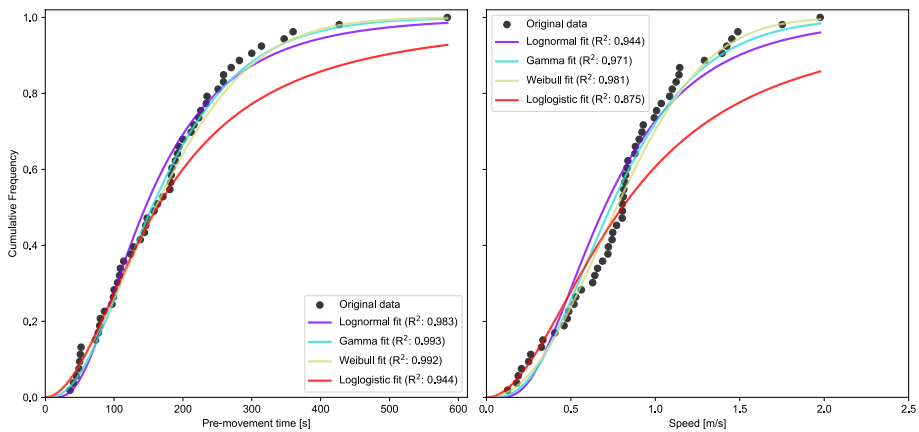 1.0
0.8
0.6
0.4
0.2
0.0
Cumulative Frequency
0
100
200
300
400
500
600
Pre-movement time [s]
Original data
Lognormal fit (R²: 0.983)
Gamma fit (R²: 0.993)
Weibull fit (R²: 0.992)
Loglogistic fit (R²: 0.944)
Original data
Lognormal fit (R²: 0.944)
Gamma fit (R²: 0.971)
Weibull fit (R²: 0.981)
Loglogistic fit (R²: 0.875)
0.0
0.5
1.0
1.5
2.0
2.5
Speed [m/s]